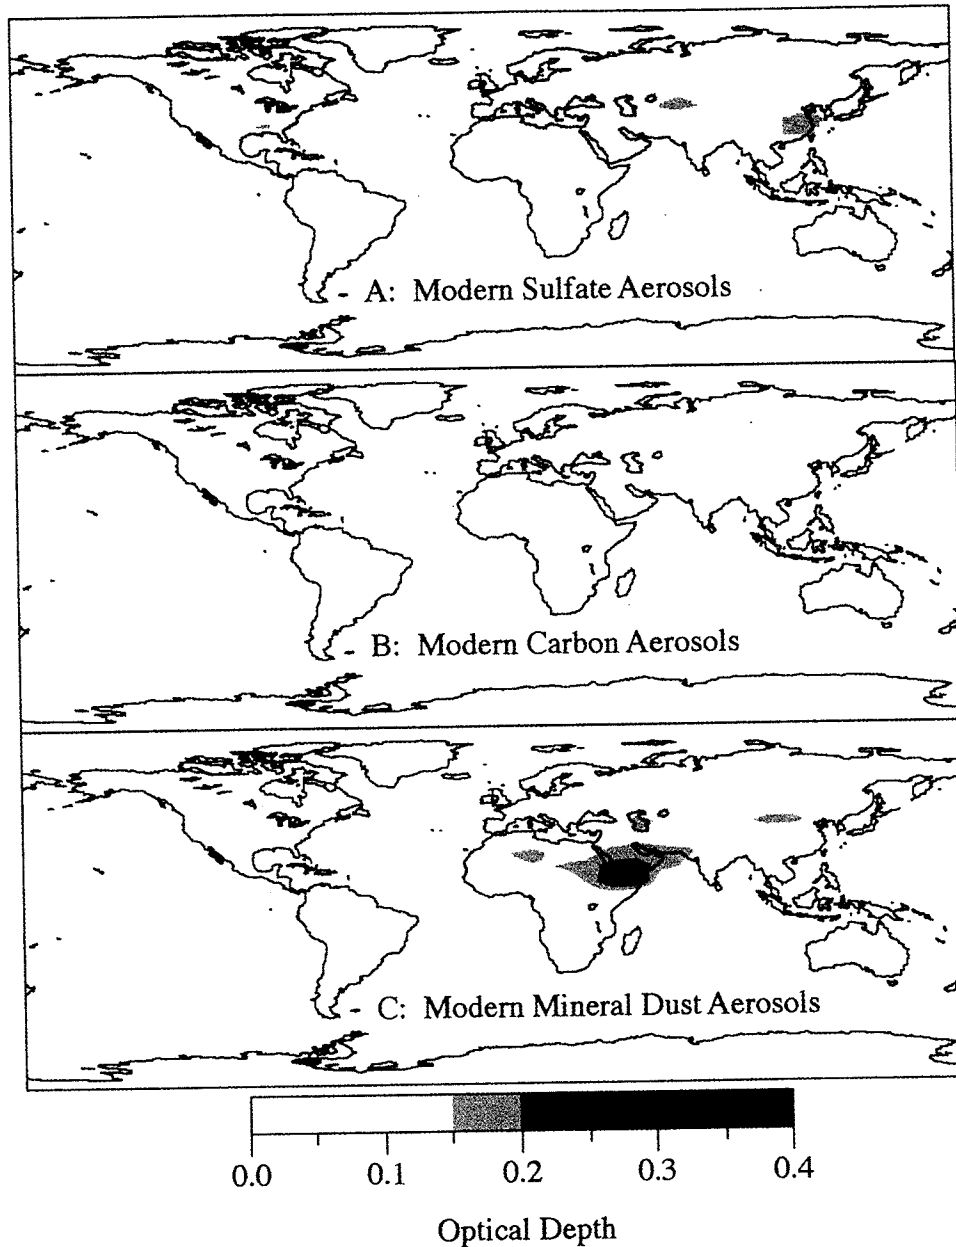 A: Modern Sulfate Aerosols
B: Modern Carbon Aerosols
C: Modern Mineral Dust Aerosols
0.0 0.1 0.2 0.3 0.4
Optical Depth